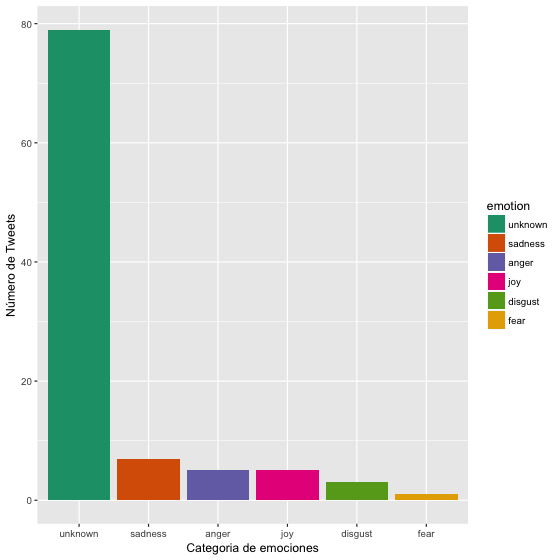 Número de Tweets
80
60
40
20
0
unknown sadness anger joy disgust fear
Categoria de emociones
emotion
unknown
sadness
anger
joy
disgust
fear